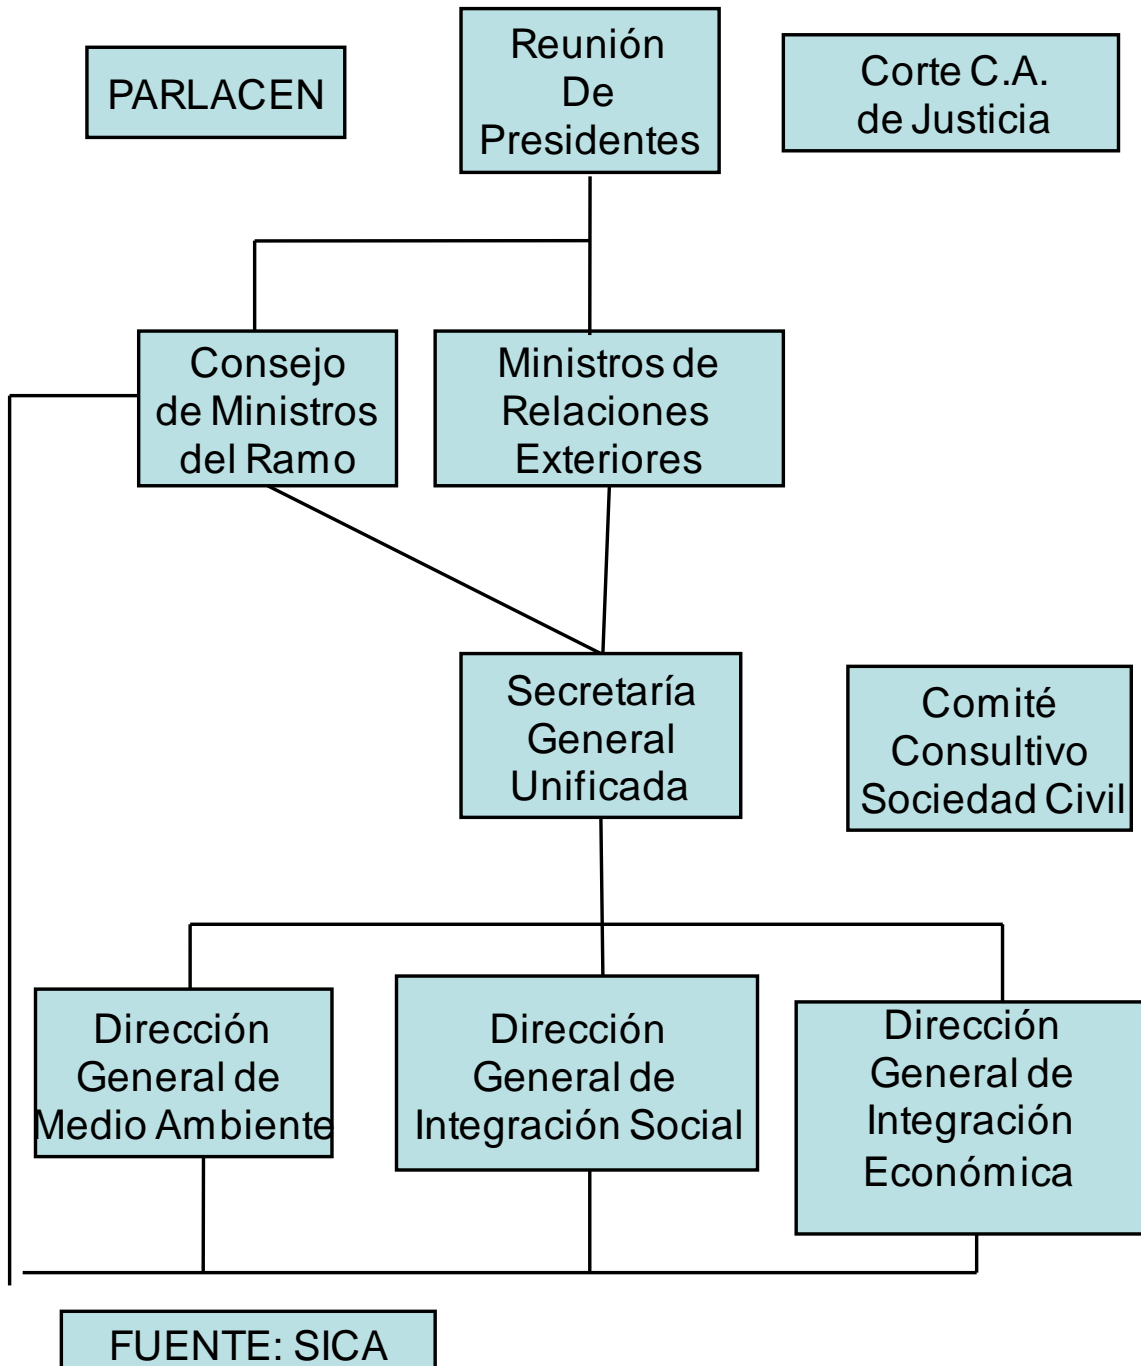 PARLACEN
Reunión
De
Presidentes
Corte C.A.
de Justicia
Consejo
de Ministros
del Ramo
Ministros de
Relaciones
Exteriores
Secretaría
General
Unificada
Comité
Consultivo
Sociedad Civil
Dirección
General de
Medio Ambiente
Dirección
General de
Integración Social
Dirección
General de
Integración
Económica
FUENTE: SICA